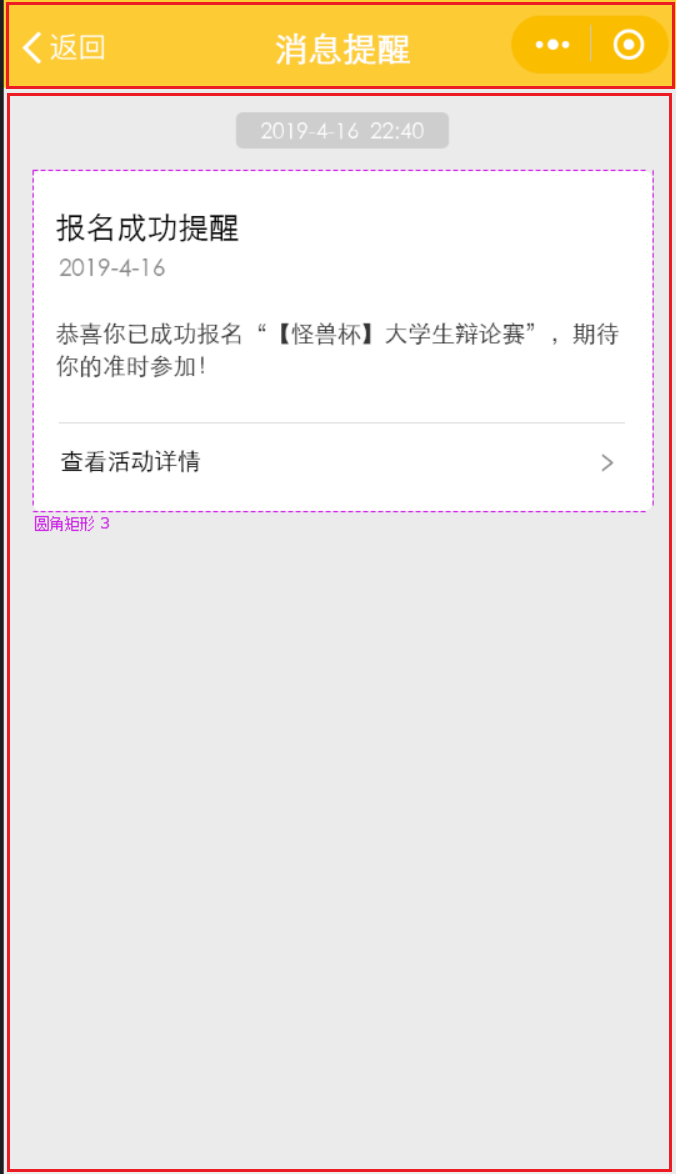 返回
消息提醒
2019-4-16 22:40
报名成功提醒
2019-4-16
恭喜你已成功报名“【怪兽杯】大学生辩论赛”，期待
你的准时参加！
查看活动详情
圆角矩形 3